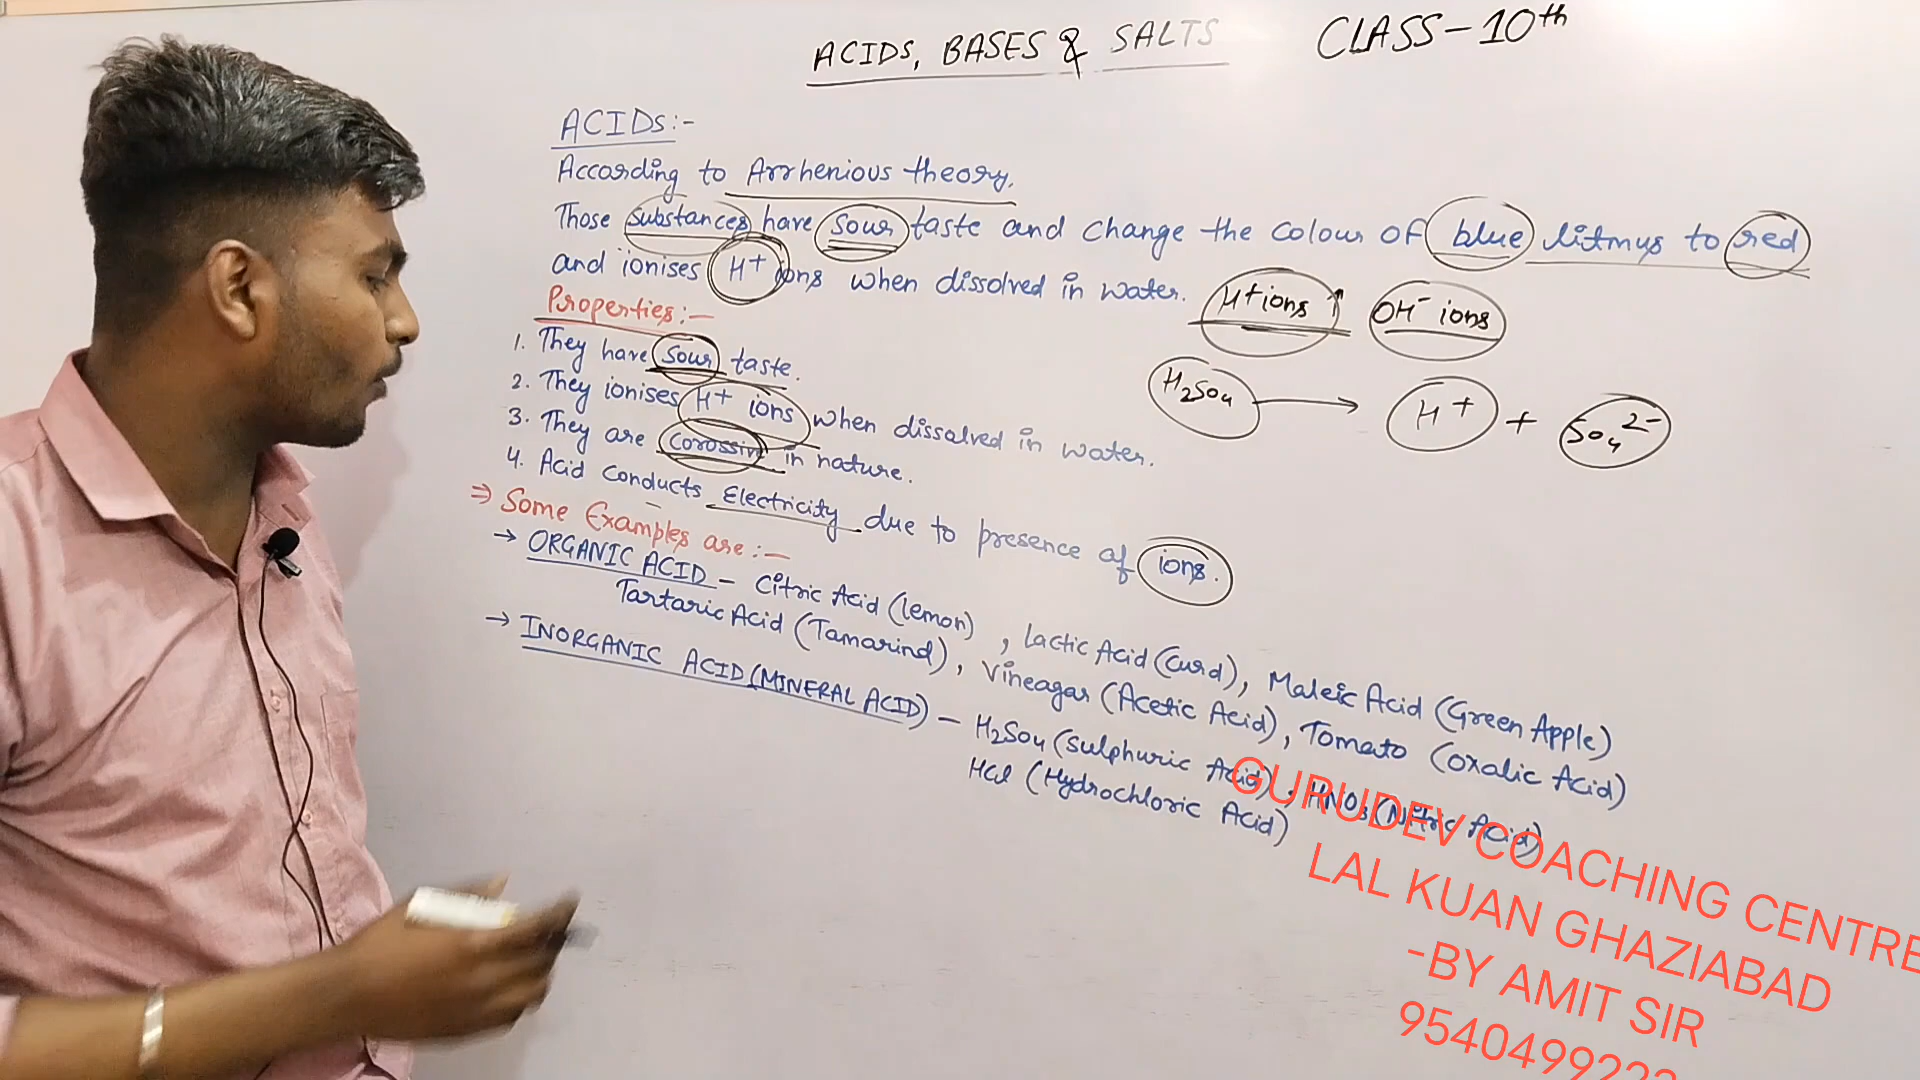 ACIDS, BASES & SALTS CLASS-10th
ACIDs:-
According to Arrhenious theory.
Those substances have sour taste and change the colour of blue litmus to red
and ionises H+ ions when dissolved in water.
H+ ions ↑ OH- ions
Properties:-
1. They have sour taste.
2. They ionises H+ ions when dissolved in water.
3. They are corossive in nature.
4. Acid conducts Electricity due to presence of ions.
H2SO4 → H+ + SO4 2-
⇒ Some Examples are:-
→ ORGANIC ACID - Citric Acid (lemon), Lactic Acid (Curd), Maleic Acid (Green Apple)
Tartaric Acid (Tamarind), Vineagar (Acetic Acid), Tomato (Oxalic Acid)
→ INORGANIC ACID (MINERAL ACID) - H2SO4 (Sulphuric Acid), HNO3 (Nitric Acid)
HCl (Hydrochloric Acid)
GURUDEV COACHING CENTRE
LAL KUAN GHAZIABAD
-BY AMIT SIR